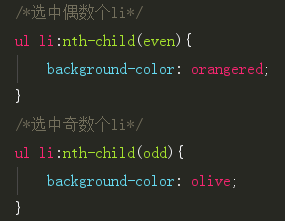 /*选中偶数个li*/
ul li:nth-child(even){
background-color: orangered;
}
/*选中奇数个li*/
ul li:nth-child(odd){
background-color: olive;
}